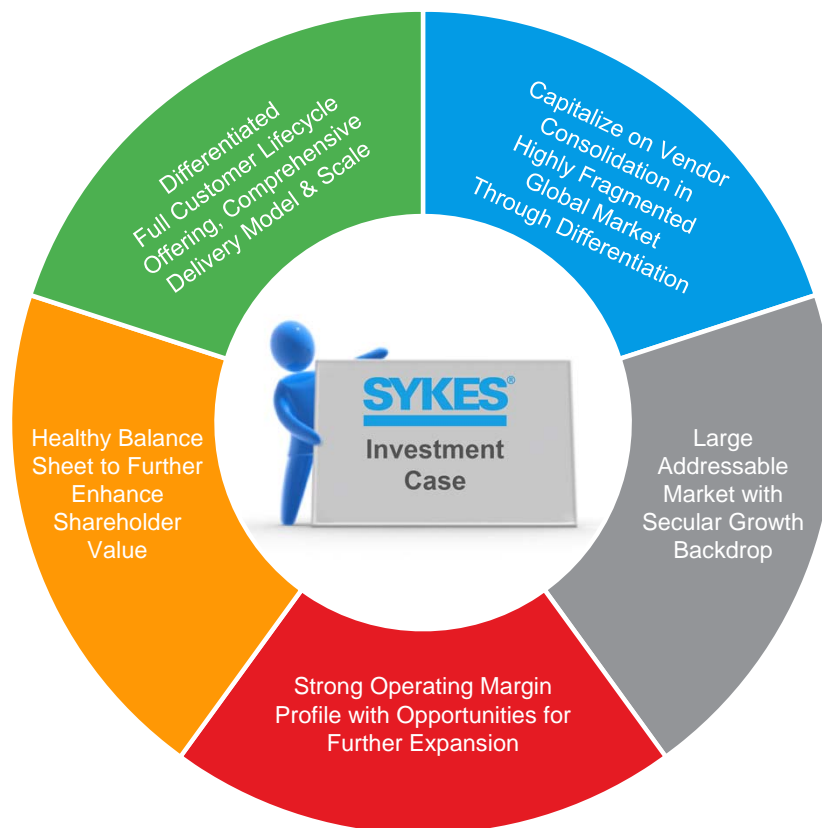 Differentiated
Full Customer Lifecycle
Offering, Comprehensive
Delivery Model & Scale
Capitalize on Vendor
Consolidation in
Highly Fragmented
Global Market
Through Differentiation
SYKES®
Investment
Case
Healthy Balance
Sheet to Further
Enhance
Shareholder
Value
Large
Addressable
Market with
Secular Growth
Backdrop
Strong Operating Margin
Profile with Opportunities for
Further Expansion